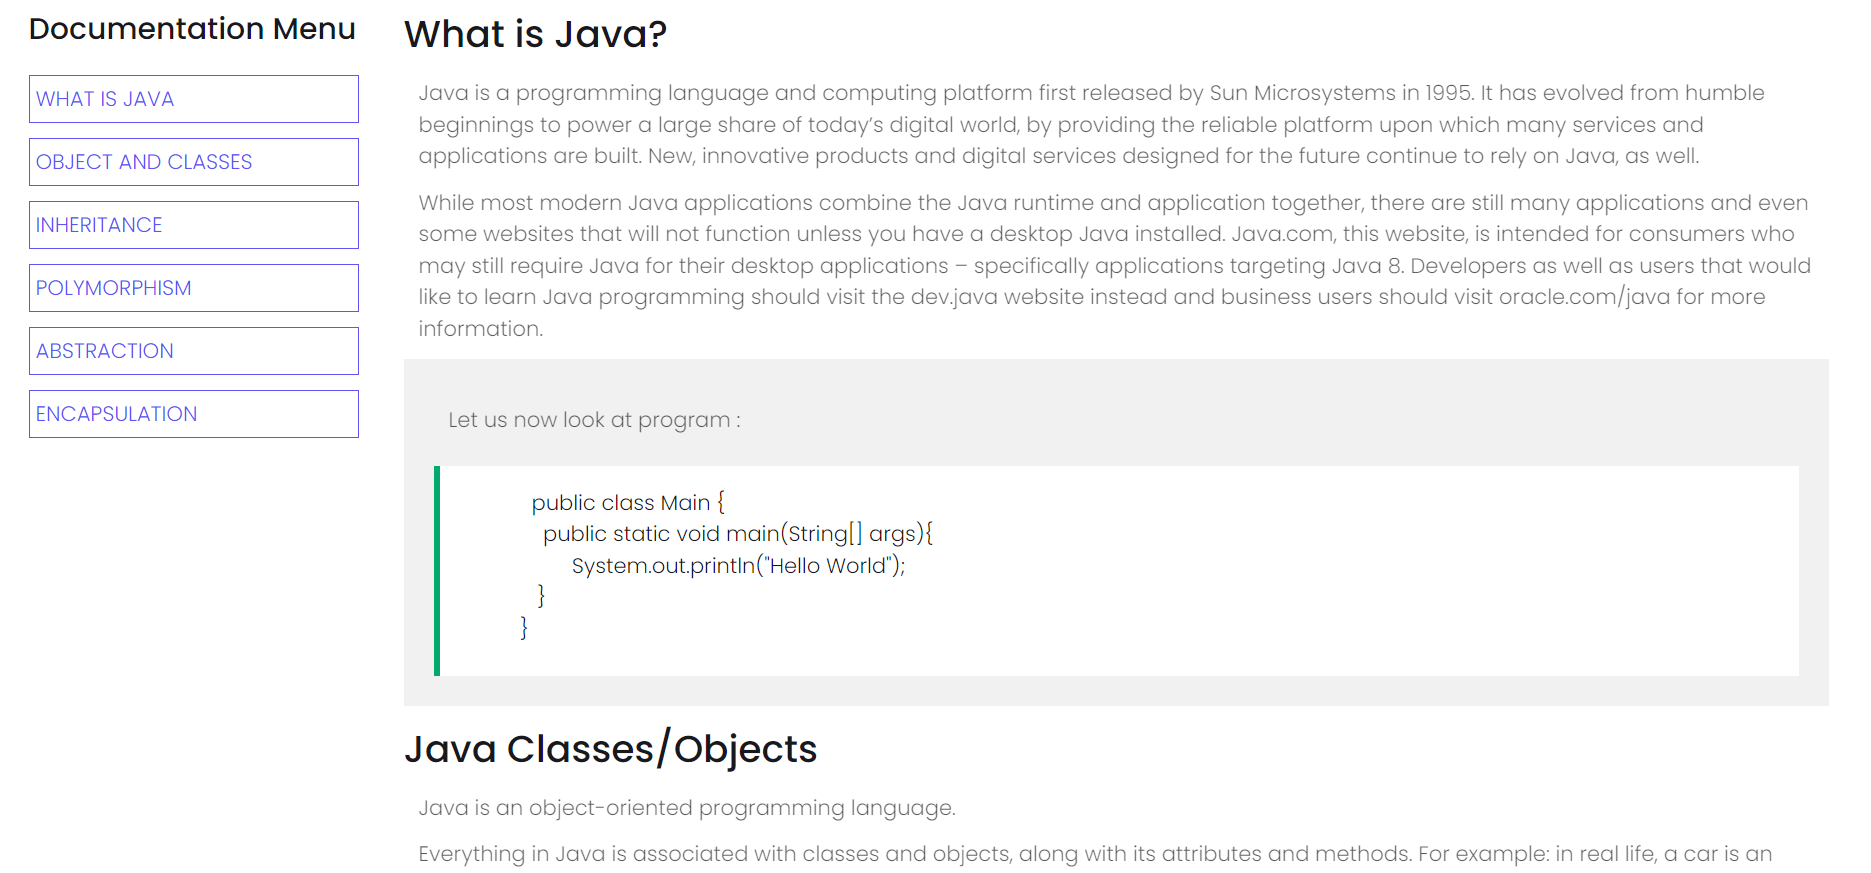 Documentation Menu
WHAT IS JAVA
OBJECT AND CLASSES
INHERITANCE
POLYMORPHISM
ABSTRACTION
ENCAPSULATION
What is Java?
Java is a programming language and computing platform first released by Sun Microsystems in 1995. It has evolved from humble
beginnings to power a large share of today’s digital world, by providing the reliable platform upon which many services and
applications are built. New, innovative products and digital services designed for the future continue to rely on Java, as well.
While most modern Java applications combine the Java runtime and application together, there are still many applications and even
some websites that will not function unless you have a desktop Java installed. Java.com, this website, is intended for consumers who
may still require Java for their desktop applications – specifically applications targeting Java 8. Developers as well as users that would
like to learn Java programming should visit the dev.java website instead and business users should visit oracle.com/java for more
information.
Let us now look at program :
public class Main {
public static void main(String[] args){
System.out.println("Hello World");
}
}
Java Classes/Objects
Java is an object-oriented programming language.
Everything in Java is associated with classes and objects, along with its attributes and methods. For example: in real life, a car is an